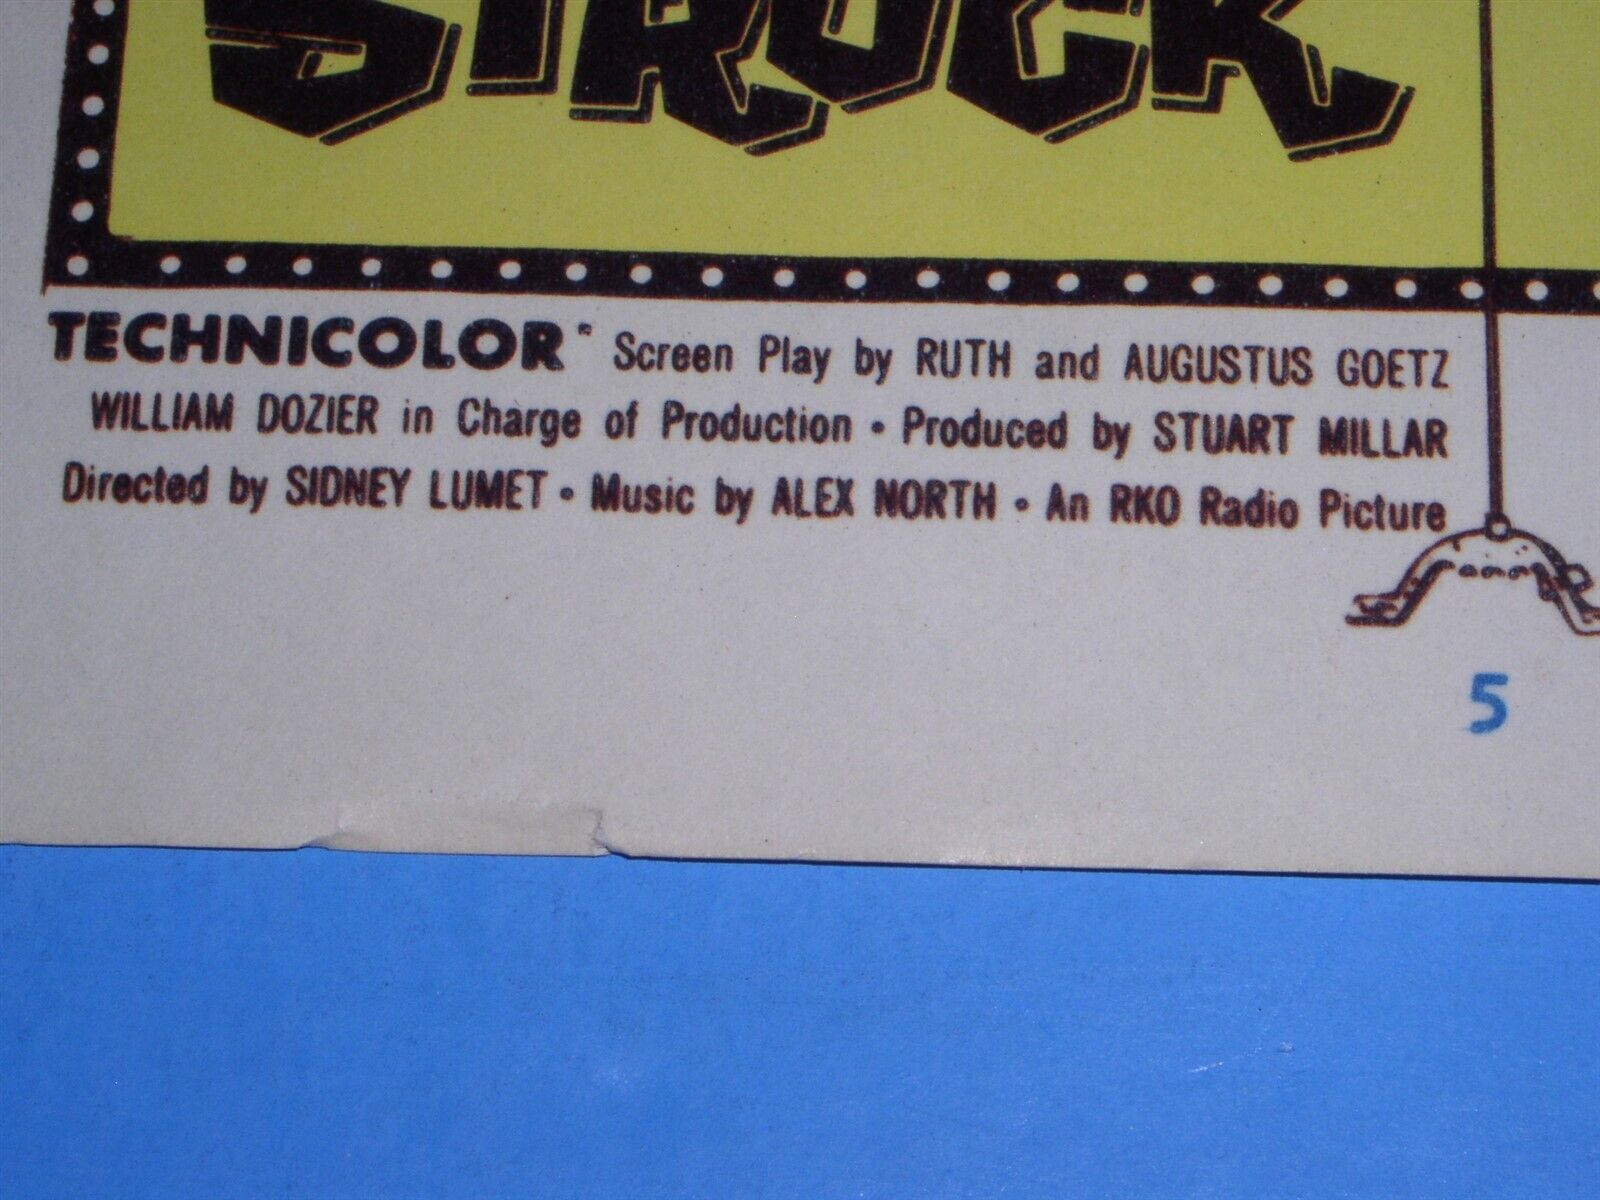 STRUCK
TECHNICOLOR® Screen Play by RUTH and AUGUSTUS GOETZ
WILLIAM DOZIER in Charge of Production • Produced by STUART MILLAR
Directed by SIDNEY LUMET • Music by ALEX NORTH • An RKO Radio Picture
5